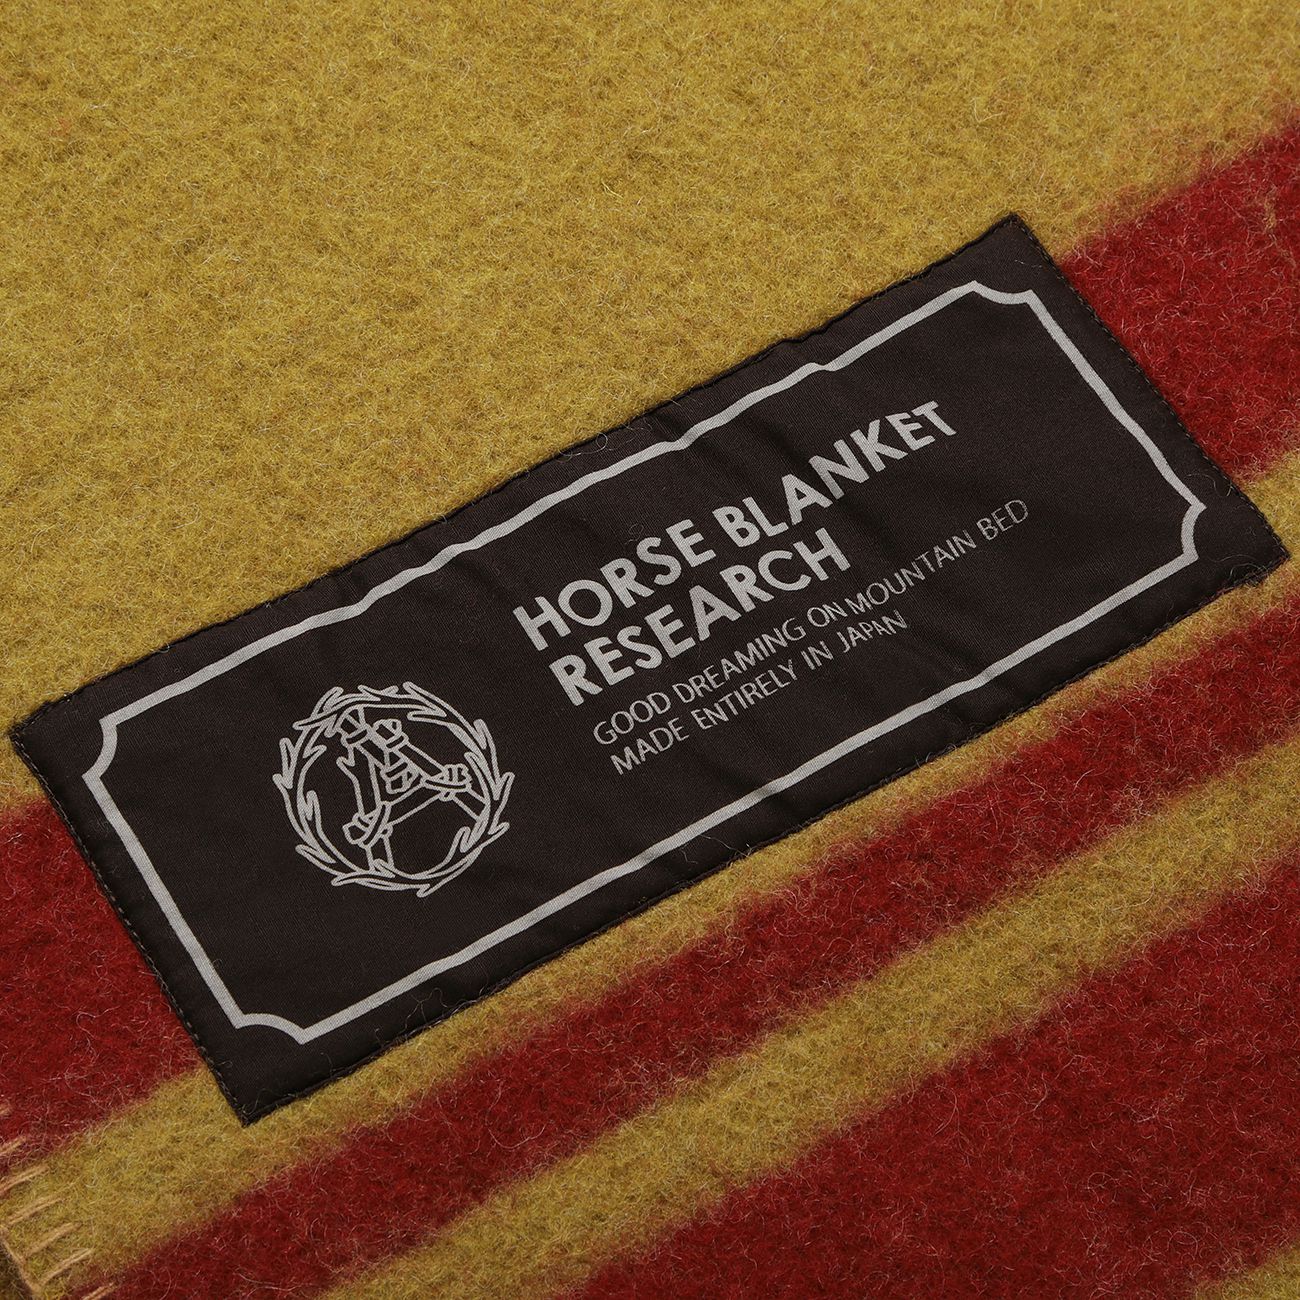 HORSE BLANKET
RESEARCH
GOOD DREAMING ON MOUNTAIN BED
MADE ENTIRELY IN JAPAN